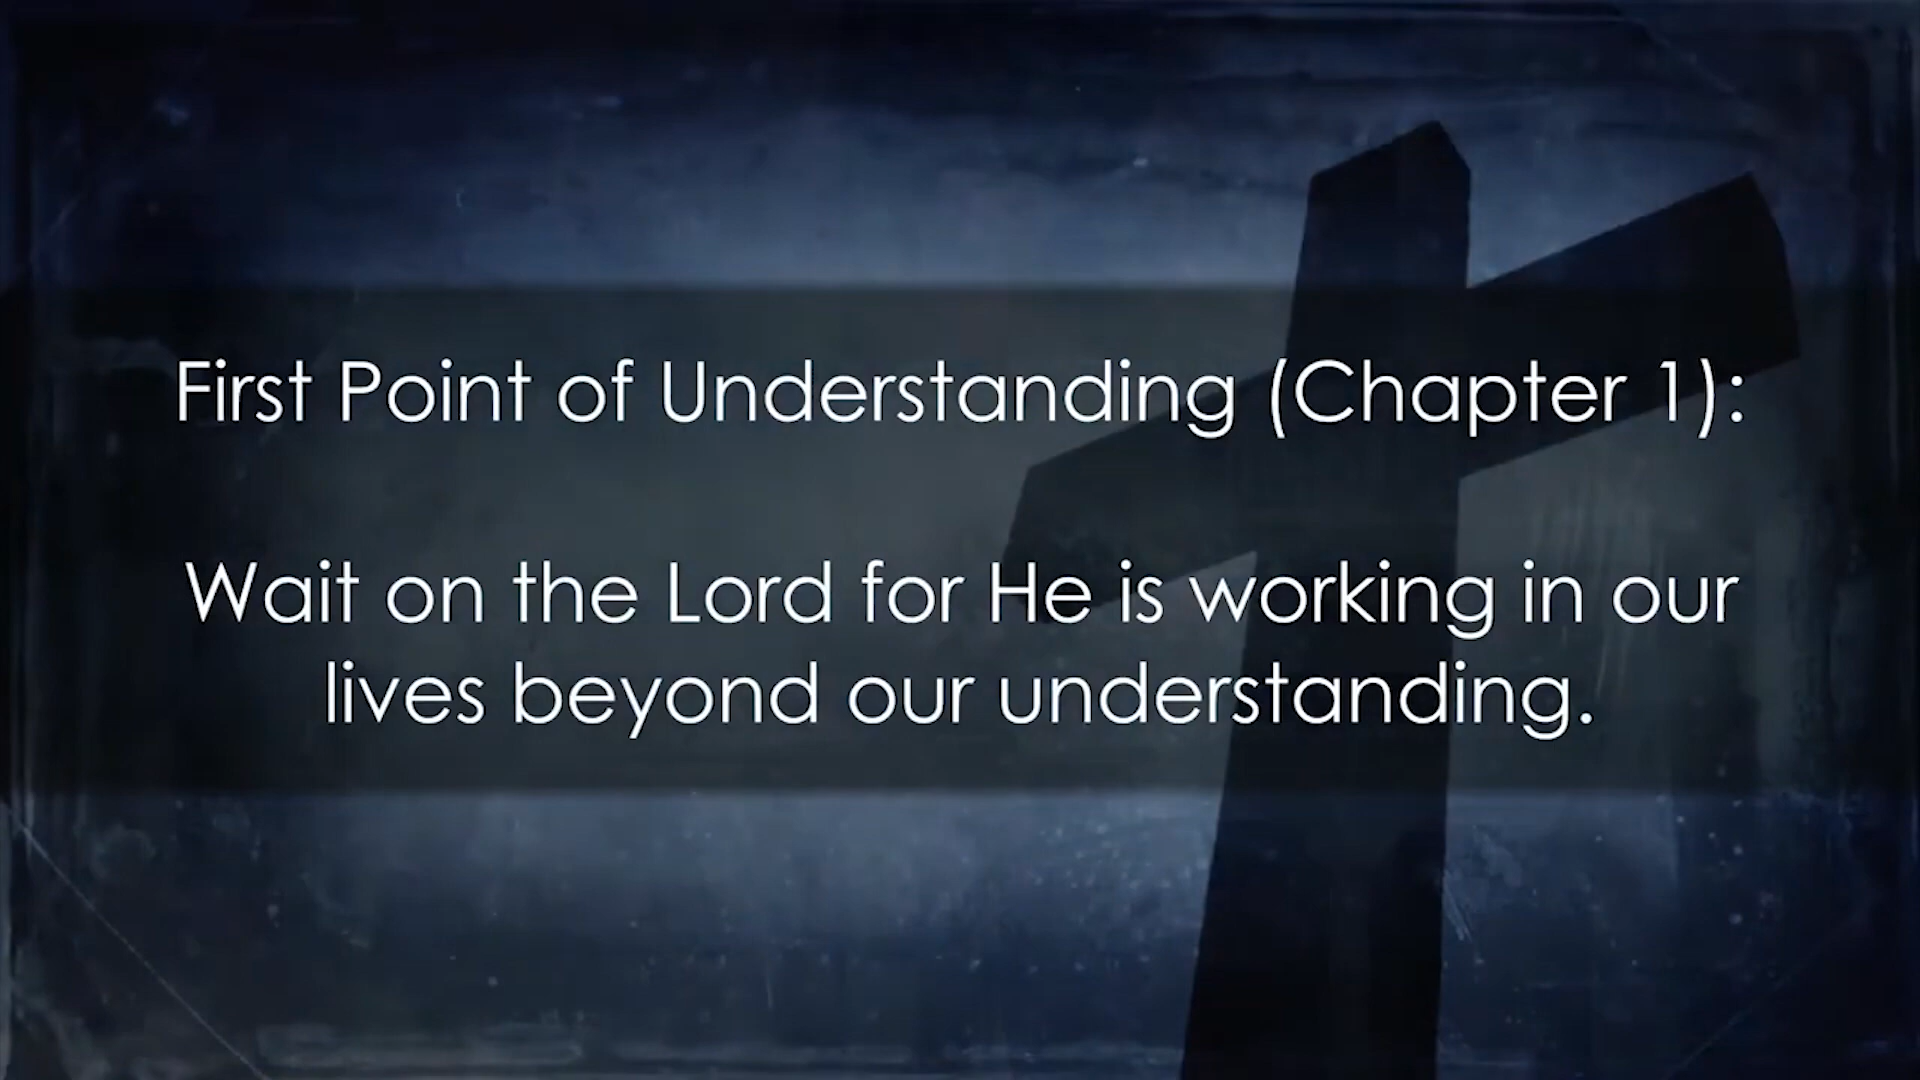 First Point of Understanding (Chapter 1):
Wait on the Lord for He is working in our
lives beyond our understanding.